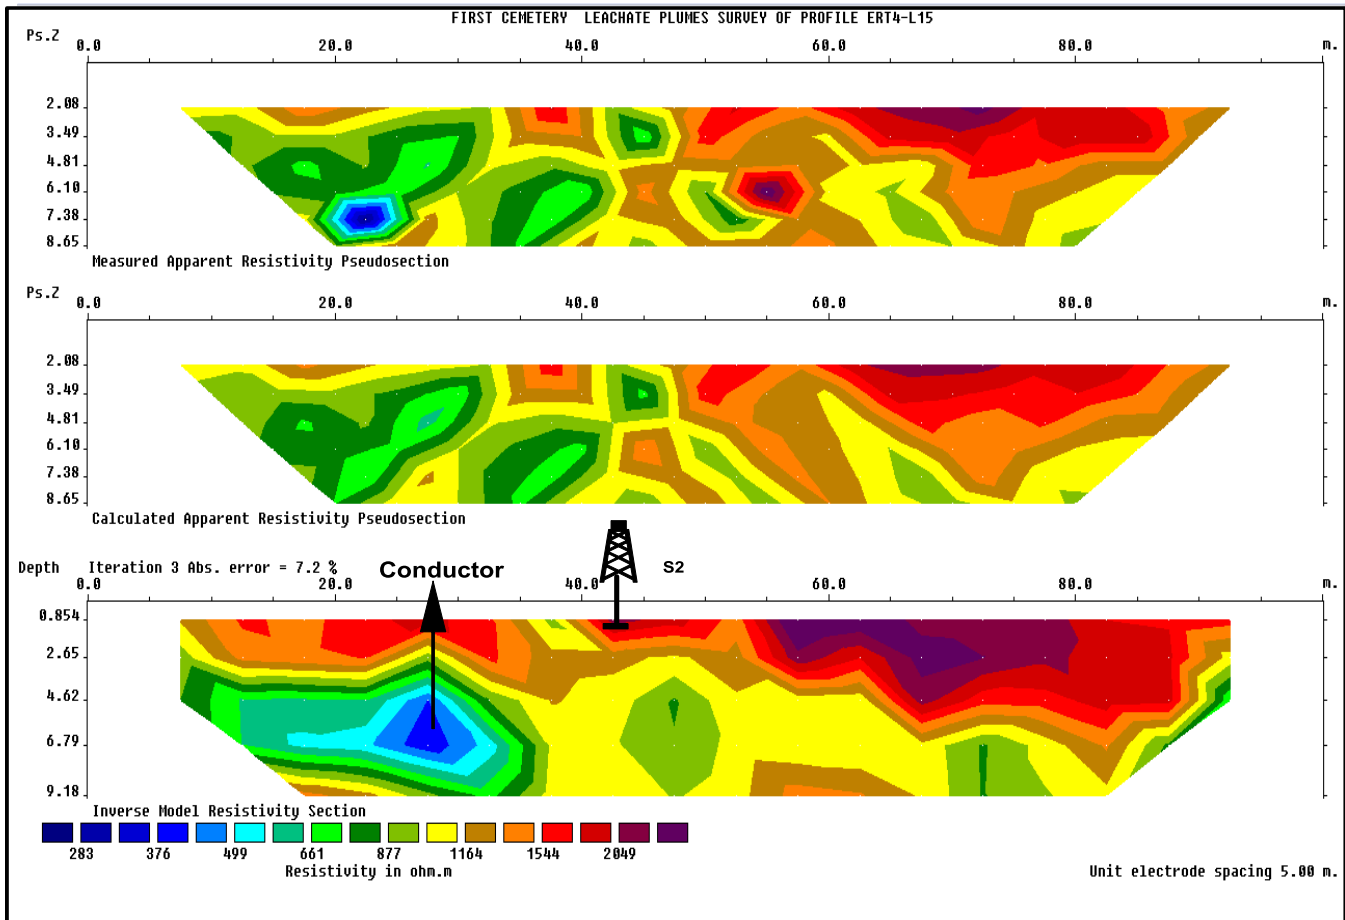 FIRST CEMETERY LEACHATE PLUMES SURVEY OF PROFILE ERT4-L15
Ps.Z 0.0 20.0 40.0 60.0 80.0 m.
2.08
3.49
4.81
6.10
7.38
8.65
Measured Apparent Resistivity Pseudosection
Ps.Z 0.0 20.0 40.0 60.0 80.0 m.
2.08
3.49
4.81
6.10
7.38
8.65
Calculated Apparent Resistivity Pseudosection
S2
Depth Iteration 3 Abs. error = 7.2 % Conductor
0.0 20.0 40.0 60.0 80.0 m.
0.854
2.65
4.62
6.79
9.18
Inverse Model Resistivity Section
283 376 499 661 877 1164 1544 2049
Resistivity in ohm.m Unit electrode spacing 5.00 m.